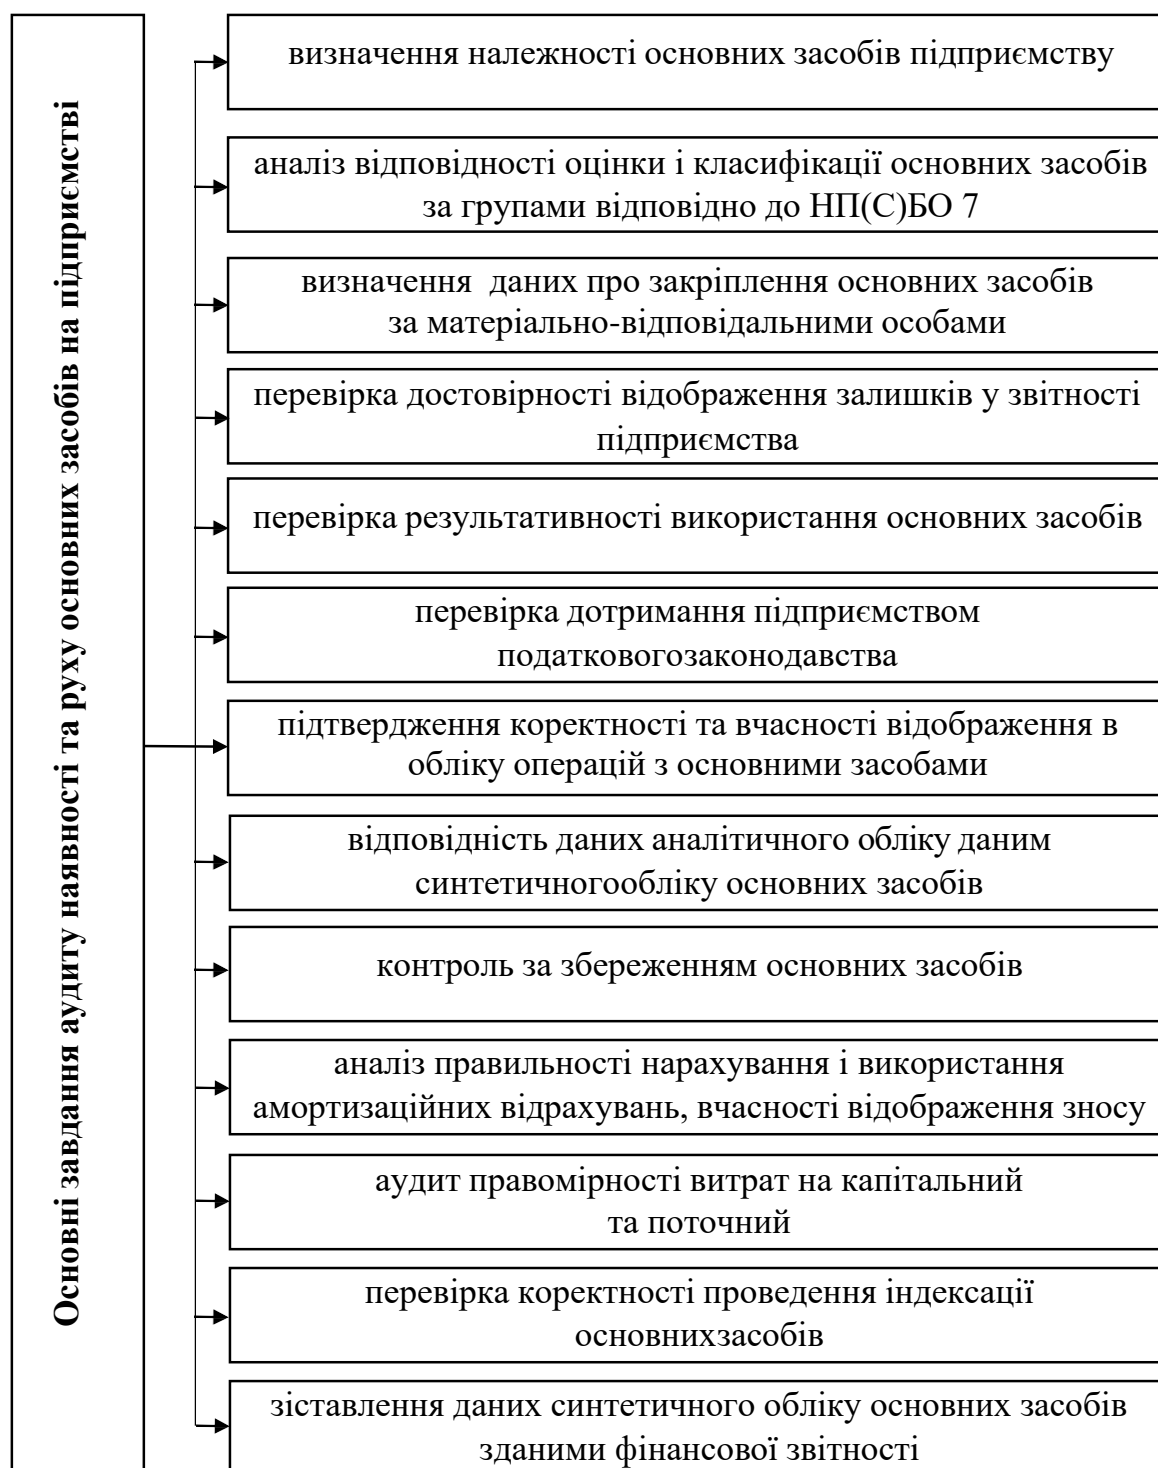 Основні завдання аудиту наявності та руху основних засобів на підприємстві
визначення належності основних засобів підприємству
аналіз відповідності оцінки і класифікації основних засобів
за групами відповідно до НП(С)БО 7
визначення даних про закріплення основних засобів
за матеріально-відповідальними особами
перевірка достовірності відображення залишків у звітності
підприємства
перевірка результативності використання основних засобів
перевірка дотримання підприємством
податковогозаконодавства
підтвердження коректності та вчасності відображення в
обліку операцій з основними засобами
відповідність даних аналітичного обліку даним
синтетичногообліку основних засобів
контроль за збереженням основних засобів
аналіз правильності нарахування і використання
амортизаційних відрахувань, вчасності відображення зносу
аудит правомірності витрат на капітальний
та поточний
перевірка коректності проведення індексації
основнихзасобів
зіставлення даних синтетичного обліку основних засобів
зданими фінансової звітності